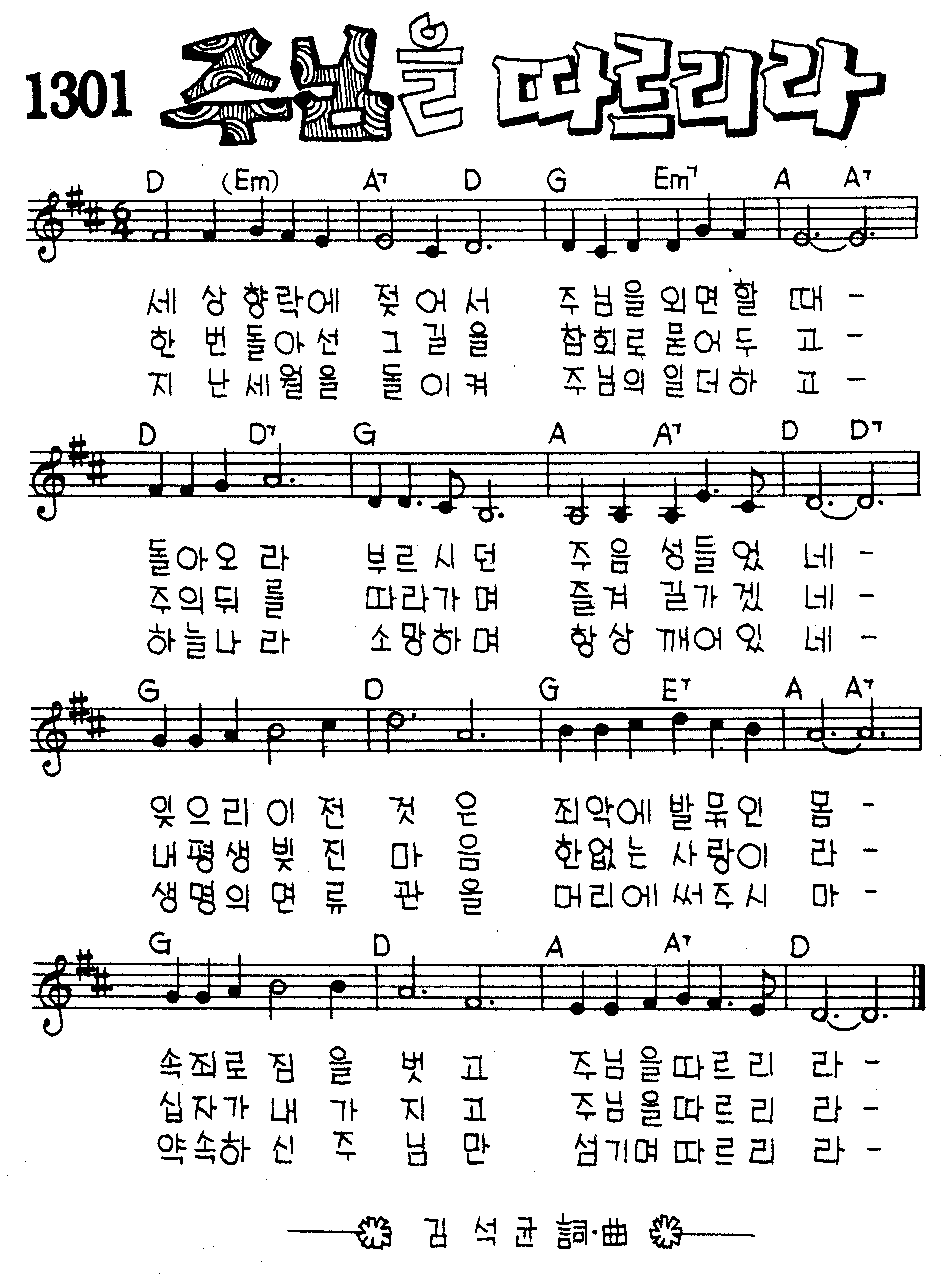 1301 주님을 따르리라
D (Em) A7 D G Em7 A A7
세 상 향락에 젖어서 주님을외면할 때 -
한 번돌아선 그길을 참회로묻어두 고 -
지 난세월을 돌이켜 주님의일더하 고 -
D D7 G A A7 D D7
돌아오 라 부르시던 주음 성들었 네 -
주의뒤 를 따라가며 즐겨 길가겠 네 -
하늘나 라 소망하며 항상 깨어있 네 -
G D G E7 A A7
잊으리이전 것 은 죄악에발묶인 몸 -
내평생빚진 마 음 한없는사랑이 라 -
생명의면류 관 을 머리에써주시 마 -
G D A A7 D
속죄로짐을 벗 고 주님을따르리 라 -
십자가내가 지 고 주님을따르리 라 -
약속하신주 님 만 섬기며따르리 라 -
김 석 균 詞·曲